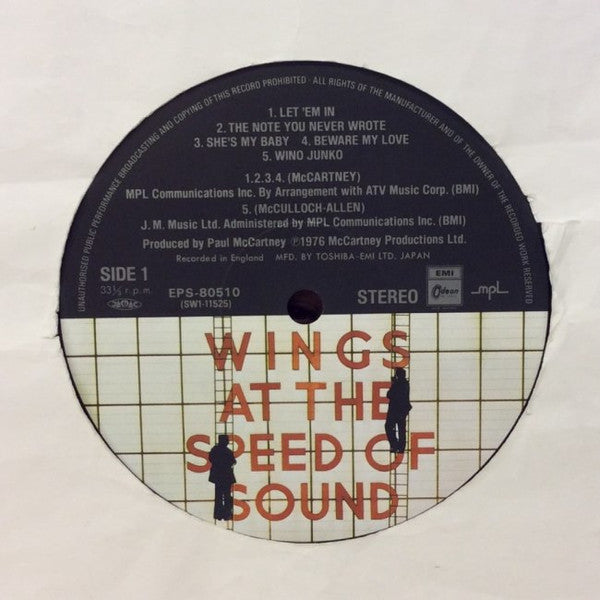 UNAUTHORISED PUBLIC PERFORMANCE BROADCASTING AND COPYING OF THIS RECORD PROHIBITED · ALL RIGHTS OF THE MANUFACTURER AND OF THE OWNER OF THE RECORDED WORK RESERVED
1. LET 'EM IN
2. THE NOTE YOU NEVER WROTE
3. SHE'S MY BABY 4. BEWARE MY LOVE
5. WINO JUNKO
1.2.3.4. (McCARTNEY)
MPL Communications Inc. By Arrangement with ATV Music Corp. (BMI)
5. (McCULLOCH-ALLEN)
J. M. Music Ltd. Administered by MPL Communications Inc. (BMI)
Produced by Paul McCartney ℗1976 McCartney Productions Ltd.
Recorded in England MFD. BY TOSHIBA-EMI LTD. JAPAN
SIDE 1
33⅓ r.p.m.
JASRAC
EPS-80510
(SW1-11525)
STEREO
EMI
Odeon
mpL
WINGS
AT THE
SPEED OF
SOUND